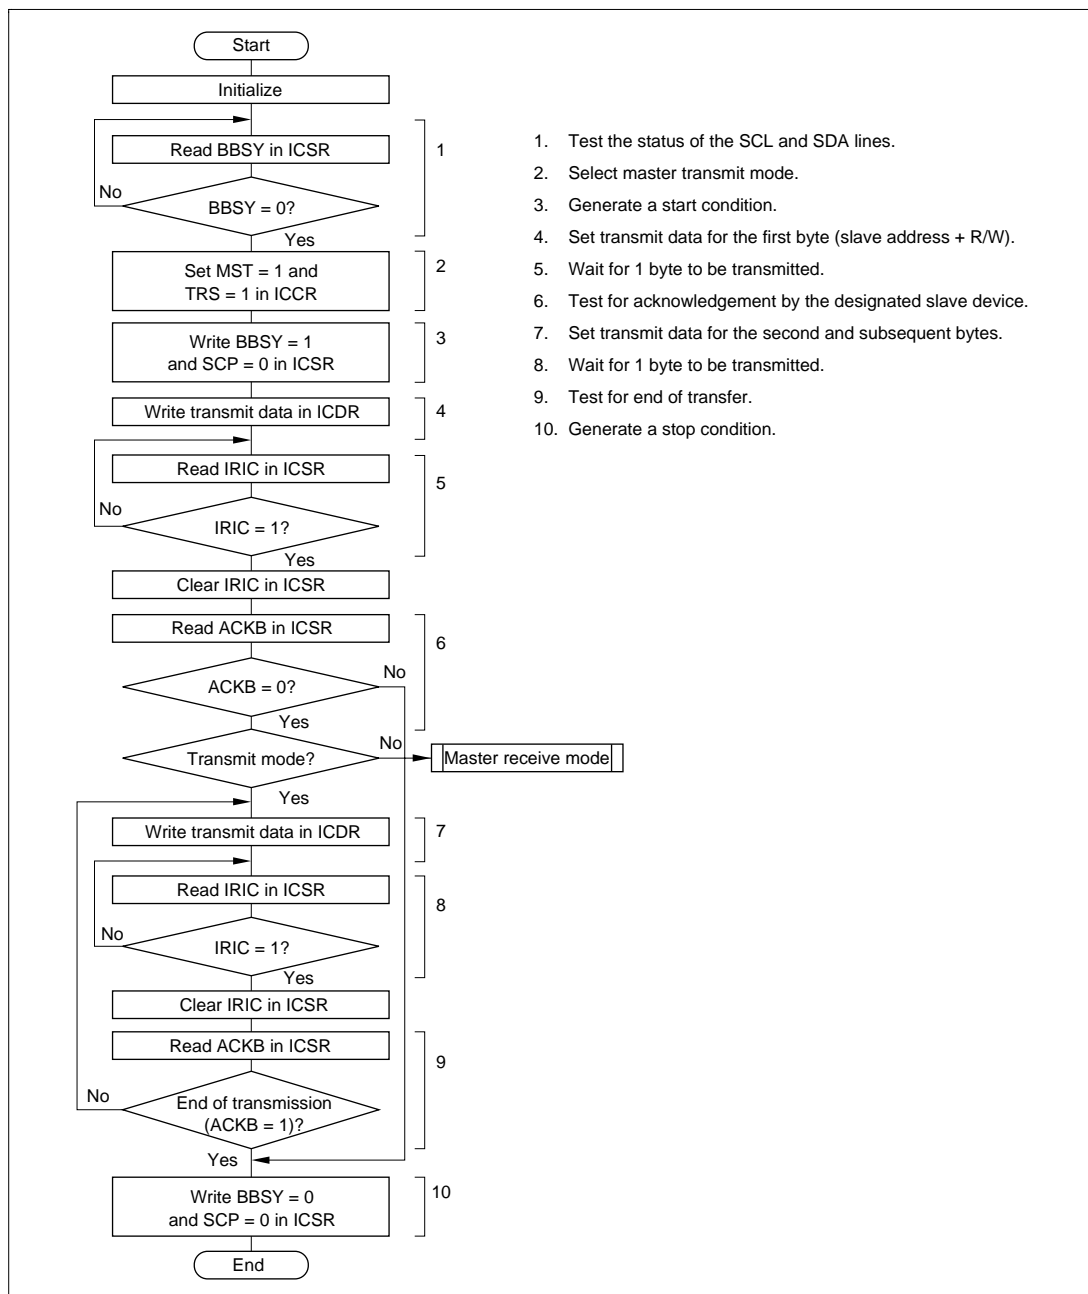 Start
Initialize
Read BBSY in ICSR
1
No
BBSY = 0?
Yes
Set MST = 1 and
TRS = 1 in ICCR
2
Write BBSY = 1
and SCP = 0 in ICSR
3
Write transmit data in ICDR
4
Read IRIC in ICSR
5
No
IRIC = 1?
Yes
Clear IRIC in ICSR
Read ACKB in ICSR
6
No
ACKB = 0?
Yes
Transmit mode?
No
Master receive mode
Yes
Write transmit data in ICDR
7
Read IRIC in ICSR
8
No
IRIC = 1?
Yes
Clear IRIC in ICSR
Read ACKB in ICSR
9
No
End of transmission
(ACKB = 1)?
Yes
Write BBSY = 0
and SCP = 0 in ICSR
10
End
1. Test the status of the SCL and SDA lines.
2. Select master transmit mode.
3. Generate a start condition.
4. Set transmit data for the first byte (slave address + R/W).
5. Wait for 1 byte to be transmitted.
6. Test for acknowledgement by the designated slave device.
7. Set transmit data for the second and subsequent bytes.
8. Wait for 1 byte to be transmitted.
9. Test for end of transfer.
10. Generate a stop condition.